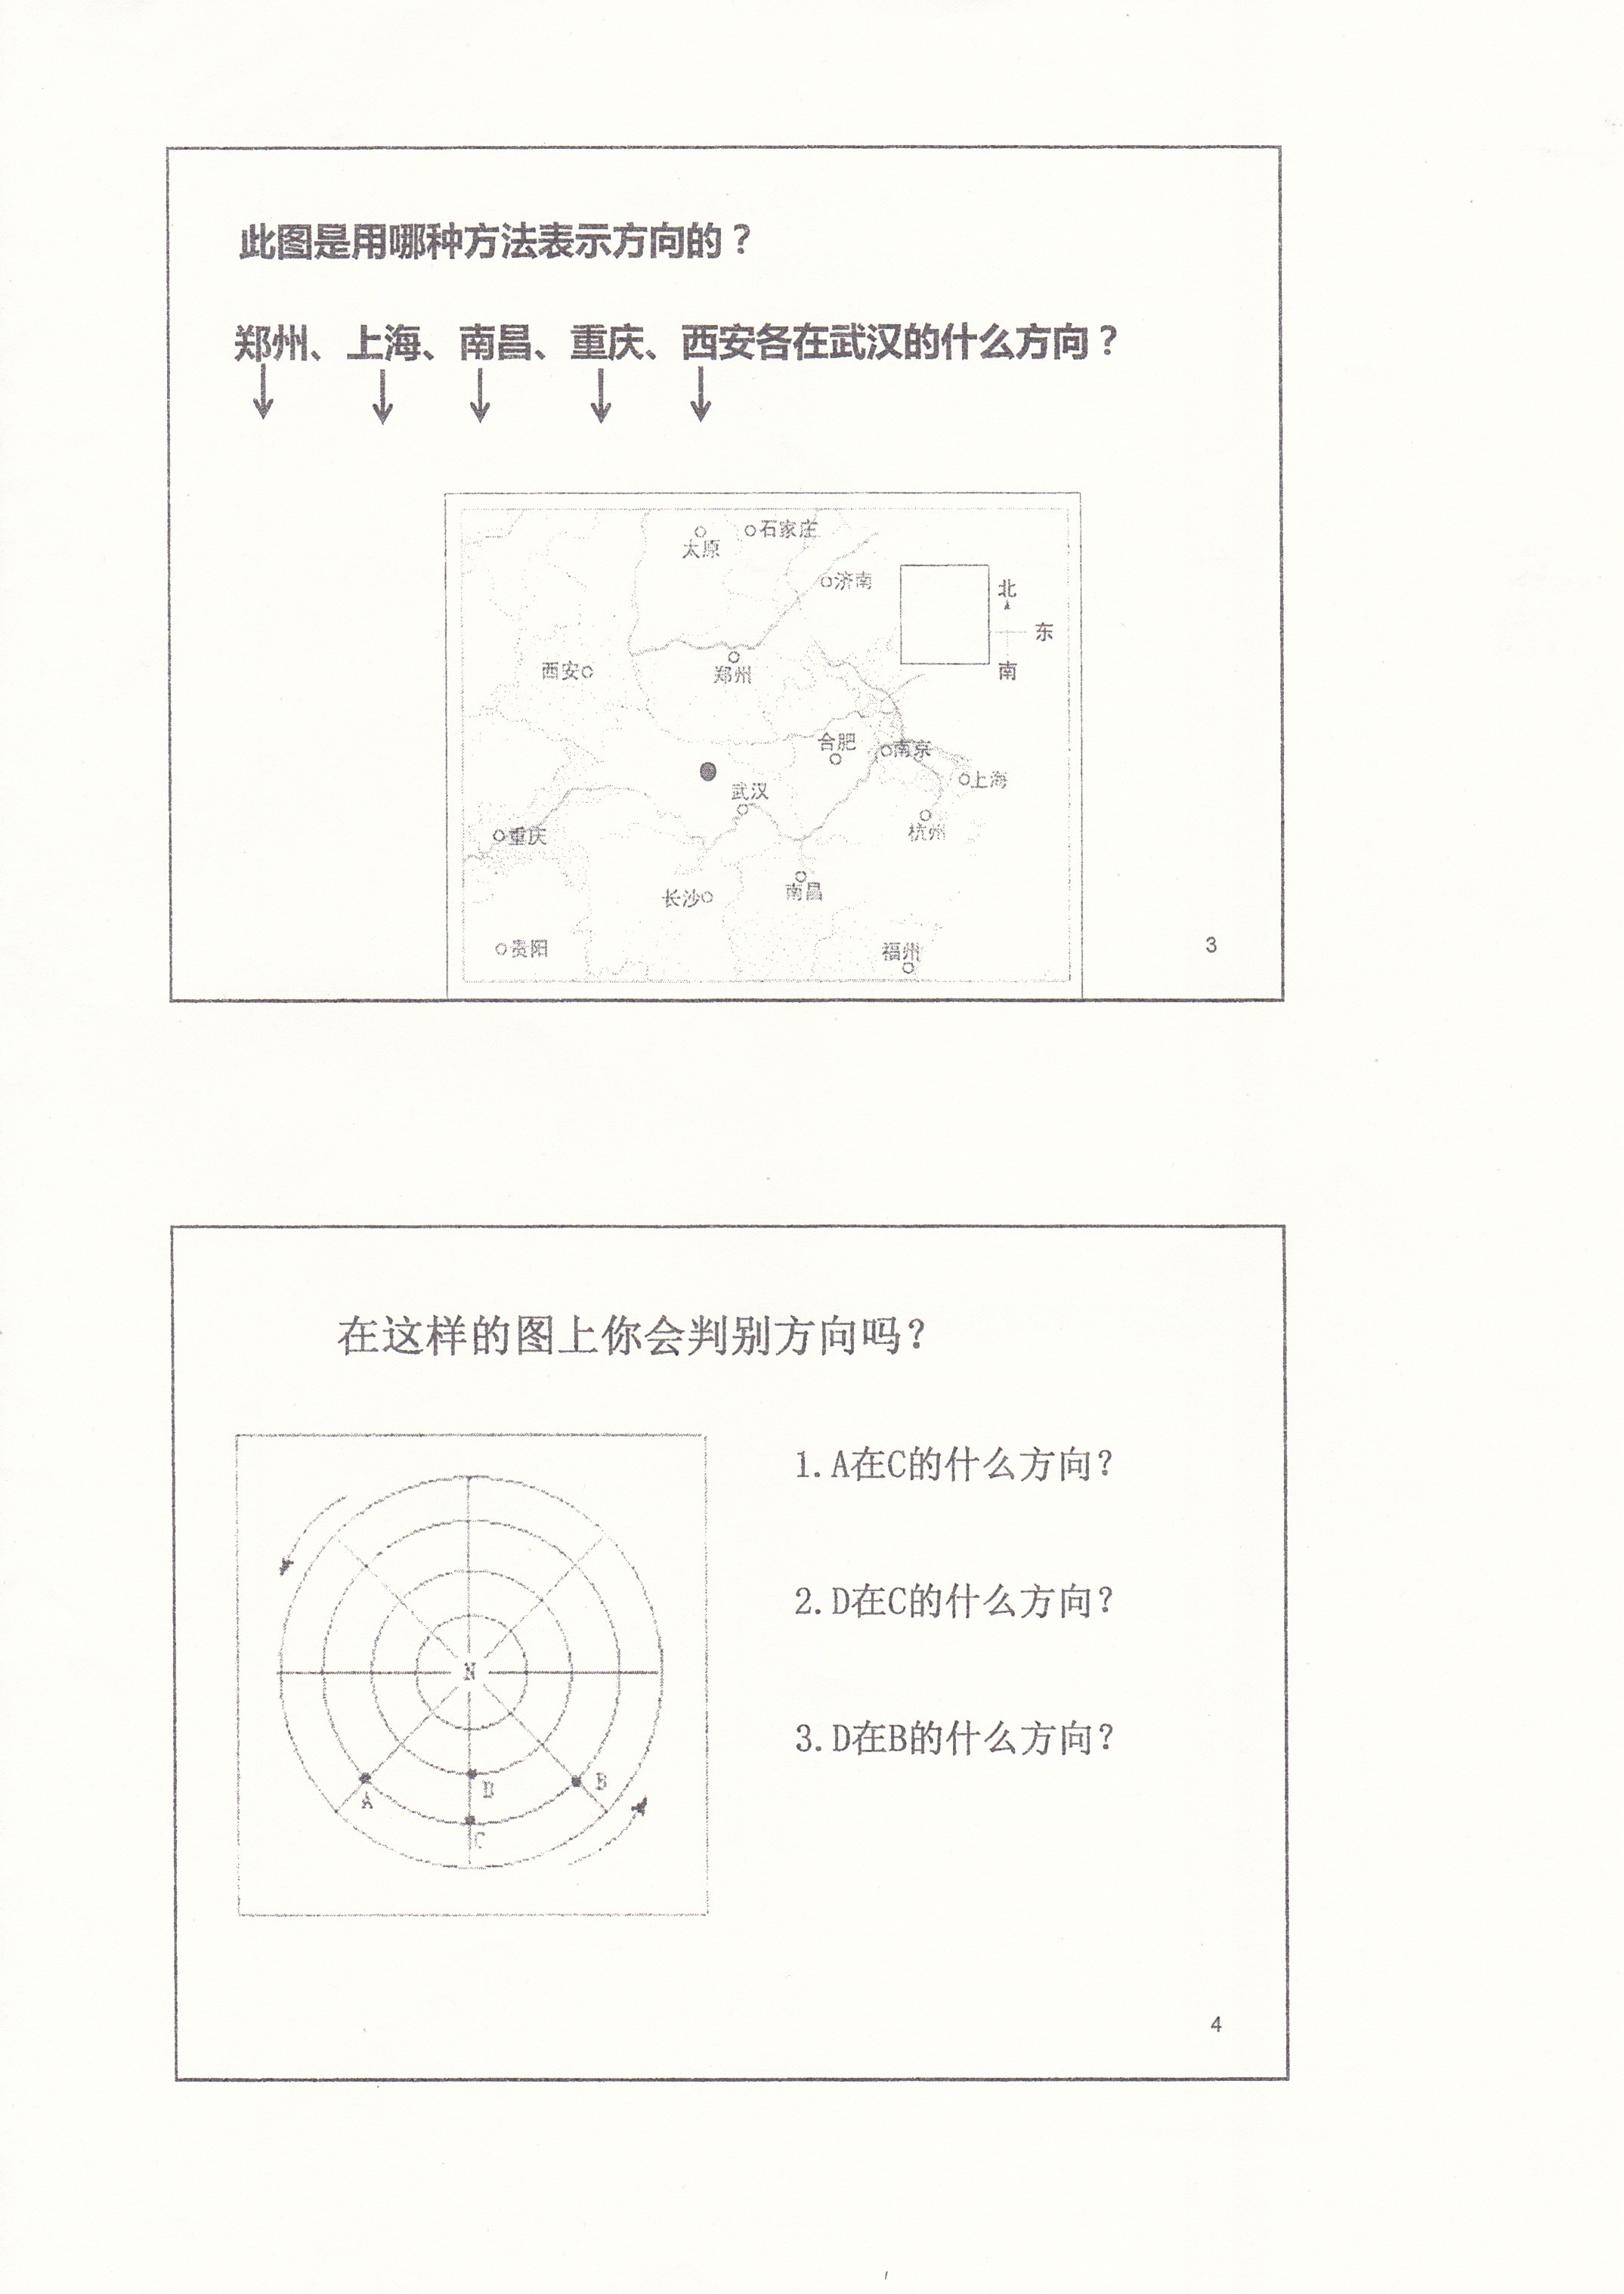 此图是用哪种方法表示方向的？
郑州、上海、南昌、重庆、西安各在武汉的什么方向？
太原
石家庄
济南
北
东
南
西安
郑州
合肥
南京
上海
武汉
杭州
重庆
长沙
南昌
贵阳
福州
3
在这样的图上你会判别方向吗？
1.A在C的什么方向？
2.D在C的什么方向？
3.D在B的什么方向？
N
A
D
B
C
4